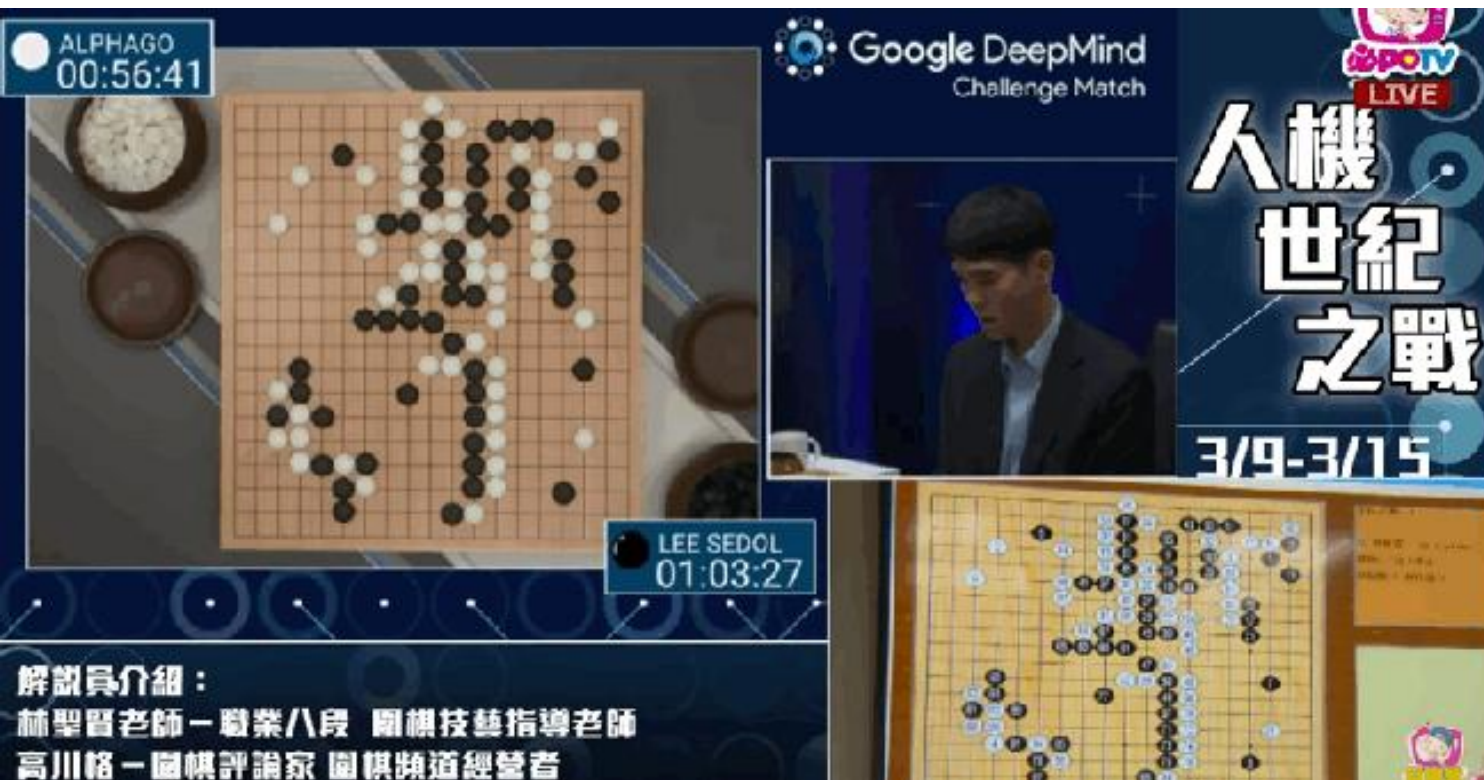 ALPHAGO
00:56:41
Google DeepMind
Challenge Match
LIVE
人機
世紀
之戰
3/9-3/15
LEE SEDOL
01:03:27
解說員介紹：
林聖賢老師－職業八段 圍棋技藝指導老師
高川格－圍棋評論家 圍棋頻道經營者